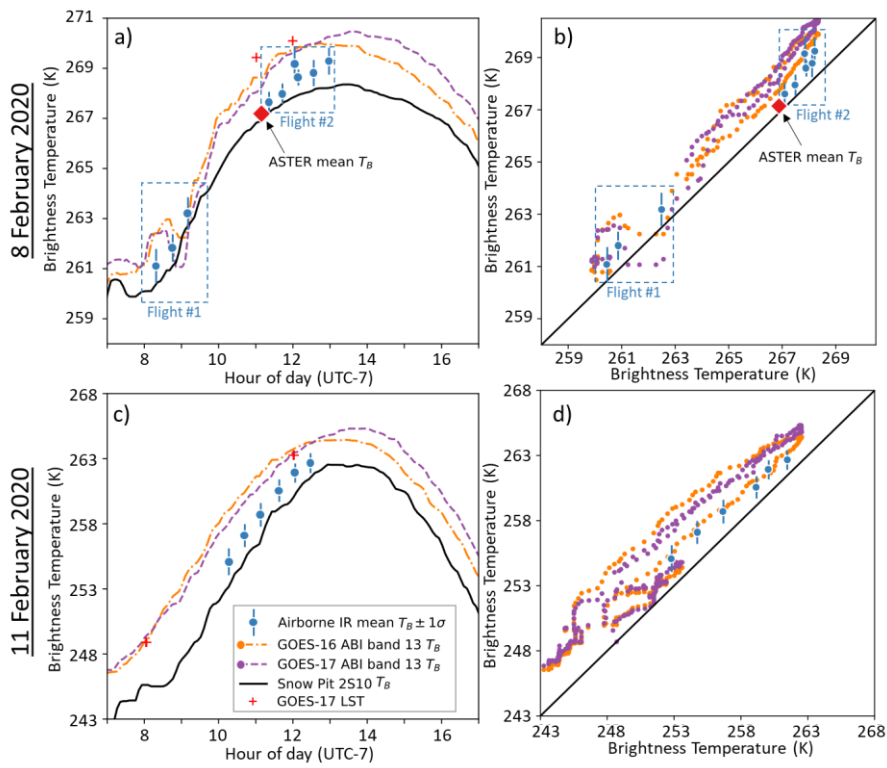 8 February 2020
a)
Brightness Temperature (K)
271
269
267
265
263
261
259
Flight #2
ASTER mean T_B
Flight #1
8
10
12
14
16
Hour of day (UTC-7)
b)
Brightness Temperature (K)
269
267
265
263
261
259
Flight #2
ASTER mean T_B
Flight #1
259
261
263
265
267
269
Brightness Temperature (K)
11 February 2020
c)
Brightness Temperature (K)
268
263
258
253
248
243
Airborne IR mean T_B ± 1σ
GOES-16 ABI band 13 T_B
GOES-17 ABI band 13 T_B
Snow Pit 2S10 T_B
GOES-17 LST
8
10
12
14
16
Hour of day (UTC-7)
d)
Brightness Temperature (K)
268
263
258
253
248
243
243
248
253
258
263
268
Brightness Temperature (K)